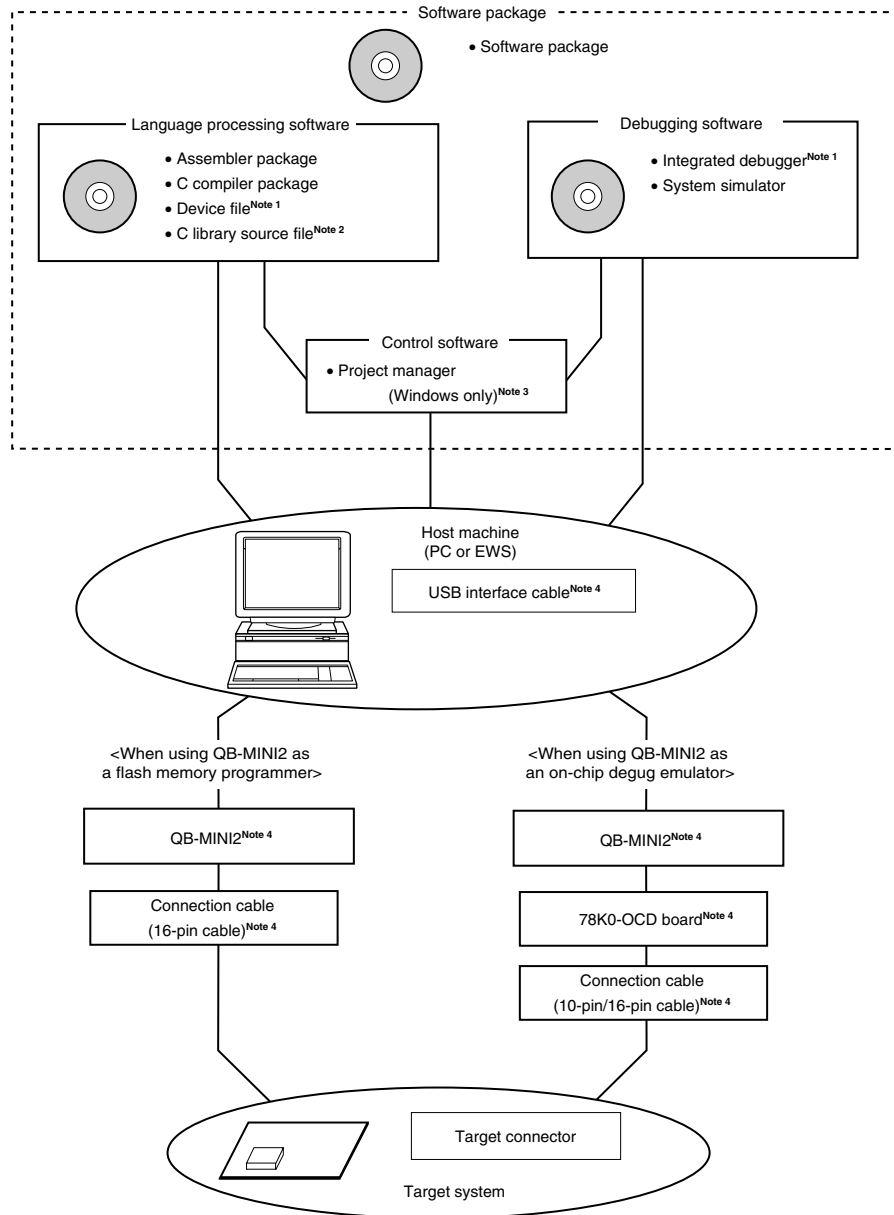 Software package
• Software package
Language processing software
• Assembler package
• C compiler package
• Device fileNote 1
• C library source fileNote 2
Debugging software
• Integrated debuggerNote 1
• System simulator
Control software
• Project manager
(Windows only)Note 3
Host machine
(PC or EWS)
USB interface cableNote 4
<When using QB-MINI2 as
a flash memory programmer>
QB-MINI2Note 4
Connection cable
(16-pin cable)Note 4
<When using QB-MINI2 as
an on-chip degug emulator>
QB-MINI2Note 4
78K0-OCD boardNote 4
Connection cable
(10-pin/16-pin cable)Note 4
Target connector
Target system